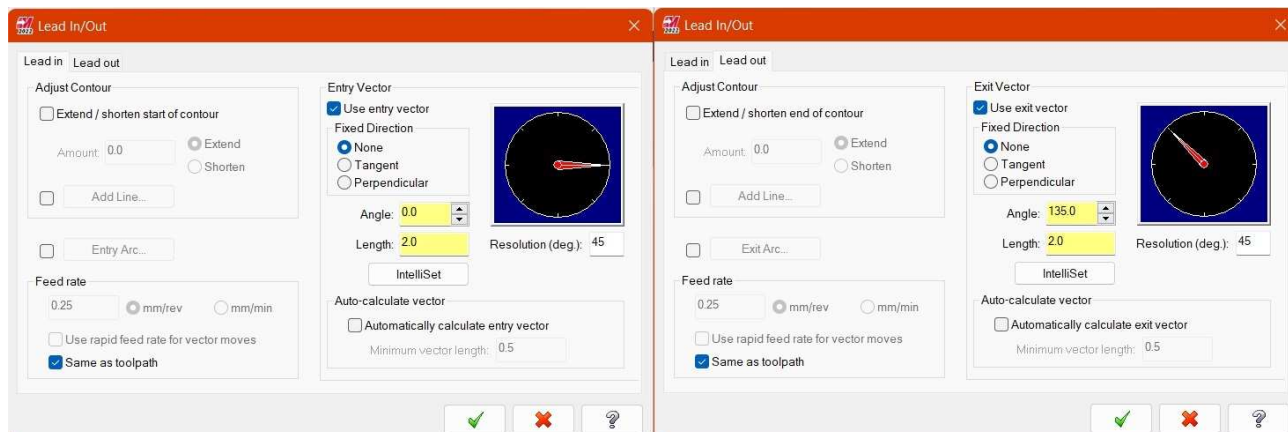 Lead In/Out
Lead in Lead out
Adjust Contour
Extend / shorten start of contour
Amount: 0.0
Extend
Shorten
Add Line...
Entry Arc...
Feed rate
0.25 mm/rev mm/min
Use rapid feed rate for vector moves
Same as toolpath
Entry Vector
Use entry vector
Fixed Direction
None
Tangent
Perpendicular
Angle: 0.0
Length: 2.0
Resolution (deg.): 45
IntelliSet
Auto-calculate vector
Automatically calculate entry vector
Minimum vector length: 0.5
Lead In/Out
Lead in Lead out
Adjust Contour
Extend / shorten end of contour
Amount: 0.0
Extend
Shorten
Add Line...
Exit Arc...
Feed rate
0.25 mm/rev mm/min
Use rapid feed rate for vector moves
Same as toolpath
Exit Vector
Use exit vector
Fixed Direction
None
Tangent
Perpendicular
Angle: 135.0
Length: 2.0
Resolution (deg.): 45
IntelliSet
Auto-calculate vector
Automatically calculate exit vector
Minimum vector length: 0.5